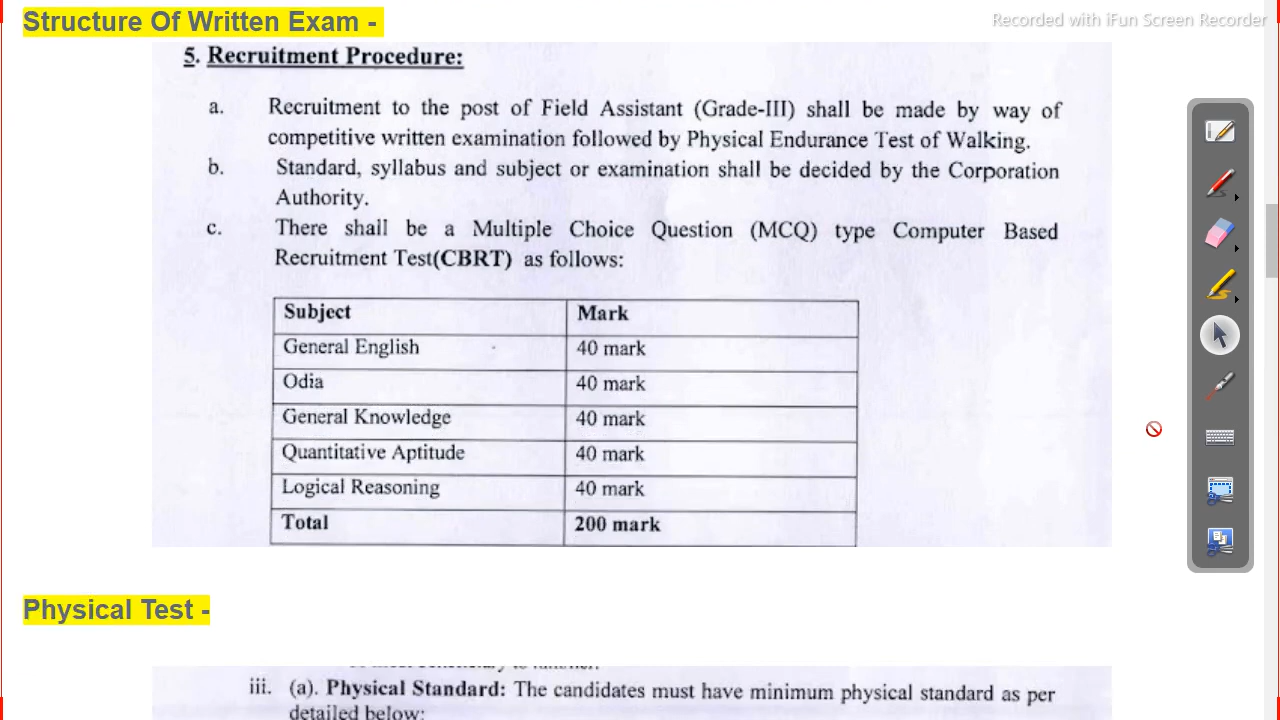 Structure Of Written Exam -
Recorded with iFun Screen Recorder
5. Recruitment Procedure:
a. Recruitment to the post of Field Assistant (Grade-III) shall be made by way of
competitive written examination followed by Physical Endurance Test of Walking.
b. Standard, syllabus and subject or examination shall be decided by the Corporation
Authority.
c. There shall be a Multiple Choice Question (MCQ) type Computer Based
Recruitment Test(CBRT) as follows:
Subject Mark
General English 40 mark
Odia 40 mark
General Knowledge 40 mark
Quantitative Aptitude 40 mark
Logical Reasoning 40 mark
Total 200 mark
Physical Test -
iii. (a). Physical Standard: The candidates must have minimum physical standard as per
detailed below: